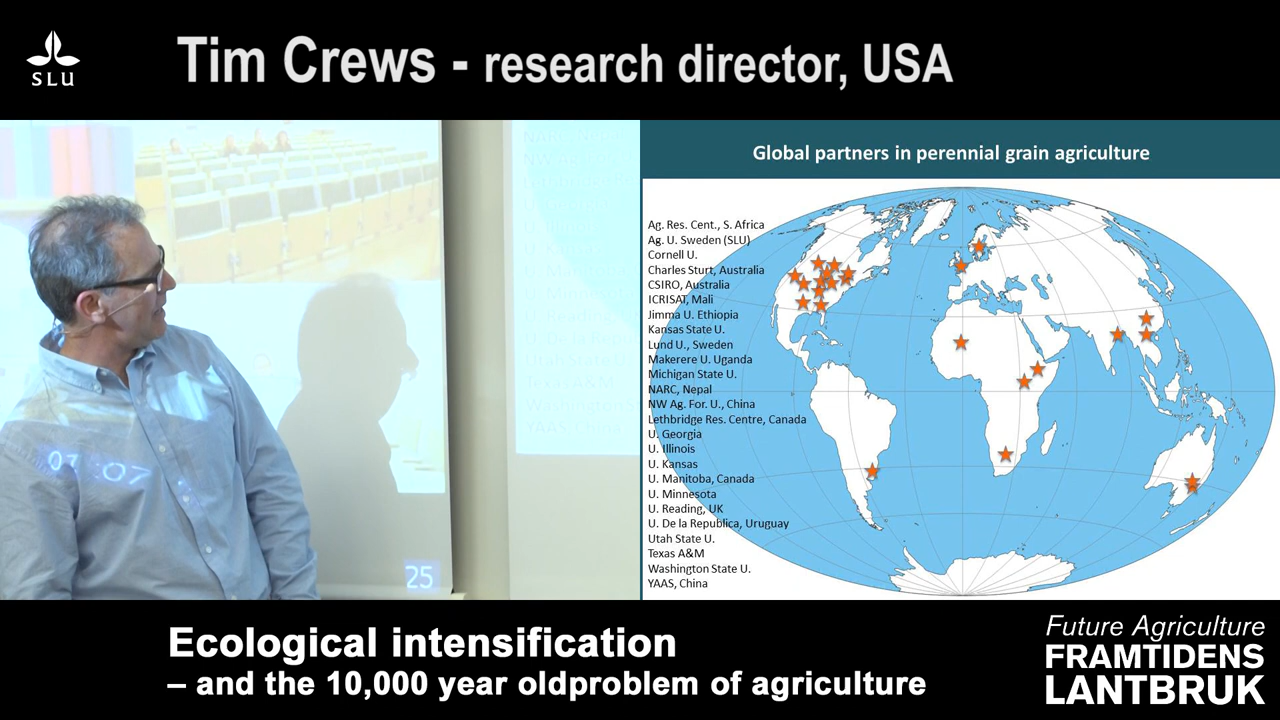 SLU
Tim Crews - research director, USA
Global partners in perennial grain agriculture
Ag. Res. Cent., S. Africa
Ag. U. Sweden (SLU)
Cornell U.
Charles Sturt, Australia
CSIRO, Australia
ICRISAT, Mali
Jimma U. Ethiopia
Kansas State U.
Lund U., Sweden
Makerere U. Uganda
Michigan State U.
NARC, Nepal
NW Ag. For. U., China
Lethbridge Res. Centre, Canada
U. Georgia
U. Illinois
U. Kansas
U. Manitoba, Canada
U. Minnesota
U. Reading, UK
U. De la Republica, Uruguay
Utah State U.
Texas A&M
Washington State U.
YAAS, China
25
Ecological intensification
– and the 10,000 year oldproblem of agriculture
Future Agriculture
FRAMTIDENS
LANTBRUK